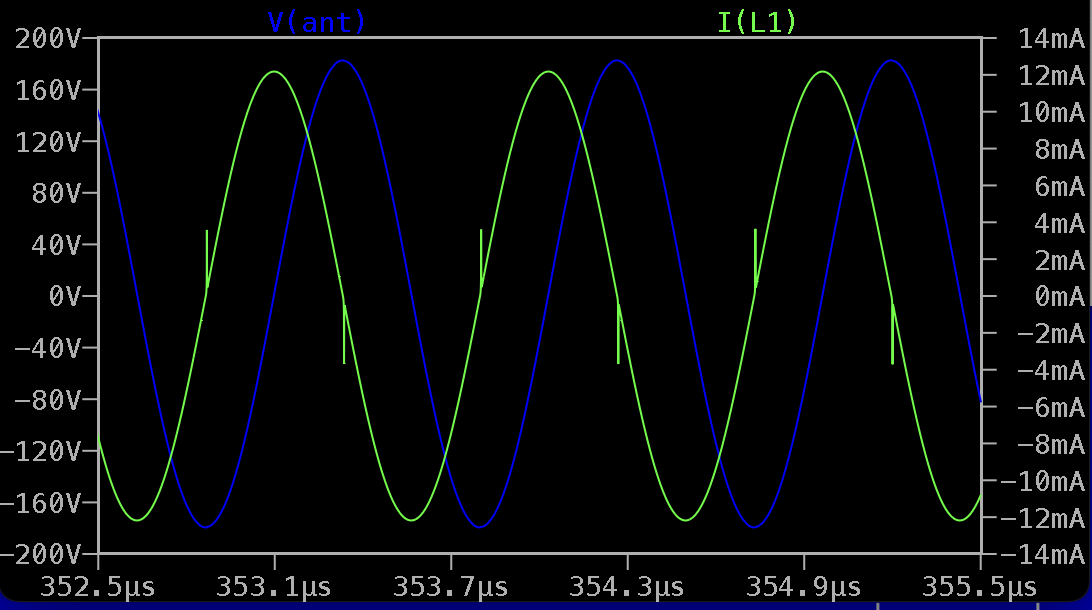 V(ant) I(L1)
200V 14mA
160V 12mA
120V 10mA
80V 8mA
40V 6mA
0V 4mA
−40V 2mA
−80V 0mA
−120V −2mA
−160V −4mA
−200V −6mA
−8mA
−10mA
−12mA
−14mA
352.5µs 353.1µs 353.7µs 354.3µs 354.9µs 355.5µs